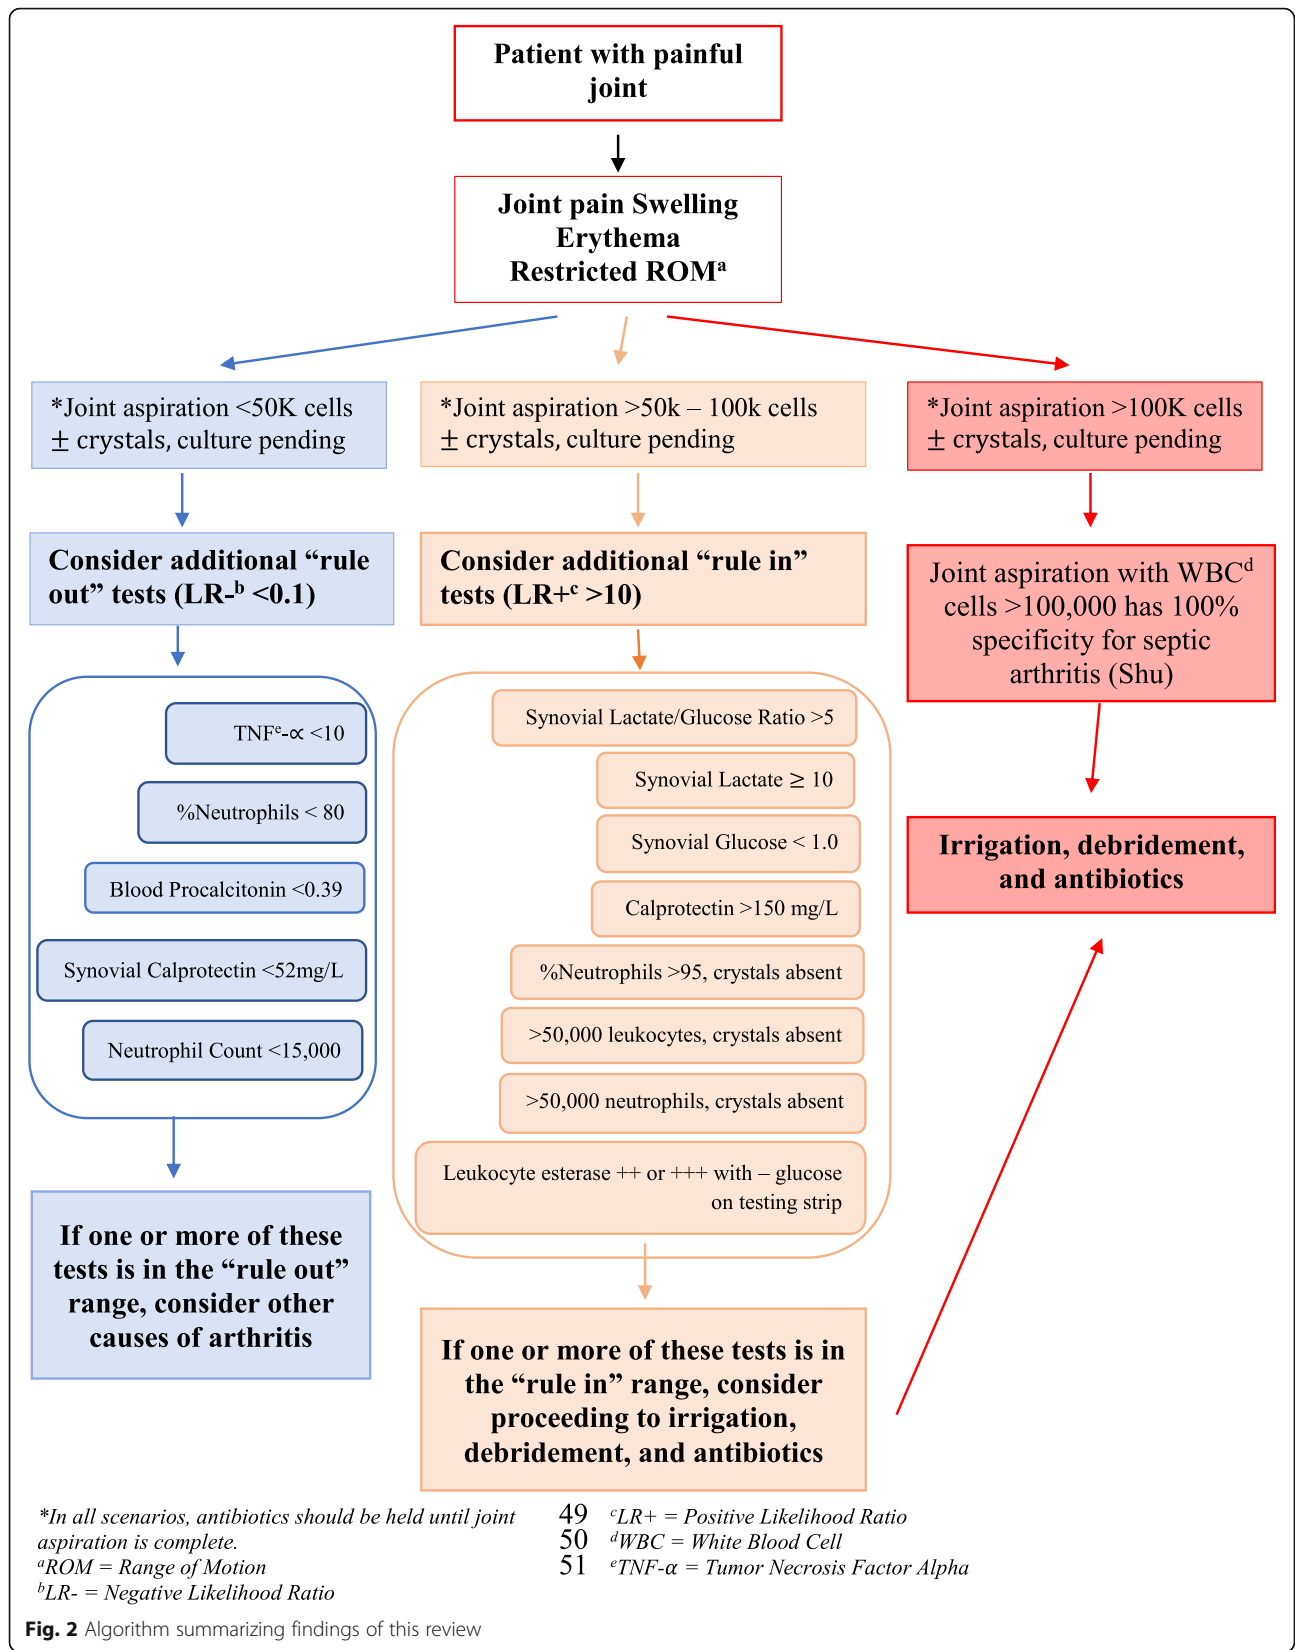 Patient with painful
joint
Joint pain Swelling
Erythema
Restricted ROMᵃ
*Joint aspiration <50K cells
± crystals, culture pending
*Joint aspiration >50k – 100k cells
± crystals, culture pending
*Joint aspiration >100K cells
± crystals, culture pending
Consider additional “rule
out” tests (LR-ᵇ <0.1)
Consider additional “rule in”
tests (LR+ᶜ >10)
Joint aspiration with WBCᵈ
cells >100,000 has 100%
specificity for septic
arthritis (Shu)
TNFᵉ-∝ <10
%Neutrophils < 80
Blood Procalcitonin <0.39
Synovial Calprotectin <52mg/L
Neutrophil Count <15,000
Synovial Lactate/Glucose Ratio >5
Synovial Lactate ≥ 10
Synovial Glucose < 1.0
Calprotectin >150 mg/L
%Neutrophils >95, crystals absent
>50,000 leukocytes, crystals absent
>50,000 neutrophils, crystals absent
Leukocyte esterase ++ or +++ with – glucose
on testing strip
Irrigation, debridement,
and antibiotics
If one or more of these
tests is in the “rule out”
range, consider other
causes of arthritis
If one or more of these tests is in
the “rule in” range, consider
proceeding to irrigation,
debridement, and antibiotics
*In all scenarios, antibiotics should be held until joint
aspiration is complete.
ᵃROM = Range of Motion
ᵇLR- = Negative Likelihood Ratio
49 ᶜLR+ = Positive Likelihood Ratio
50 ᵈWBC = White Blood Cell
51 ᵉTNF-α = Tumor Necrosis Factor Alpha
Fig. 2 Algorithm summarizing findings of this review